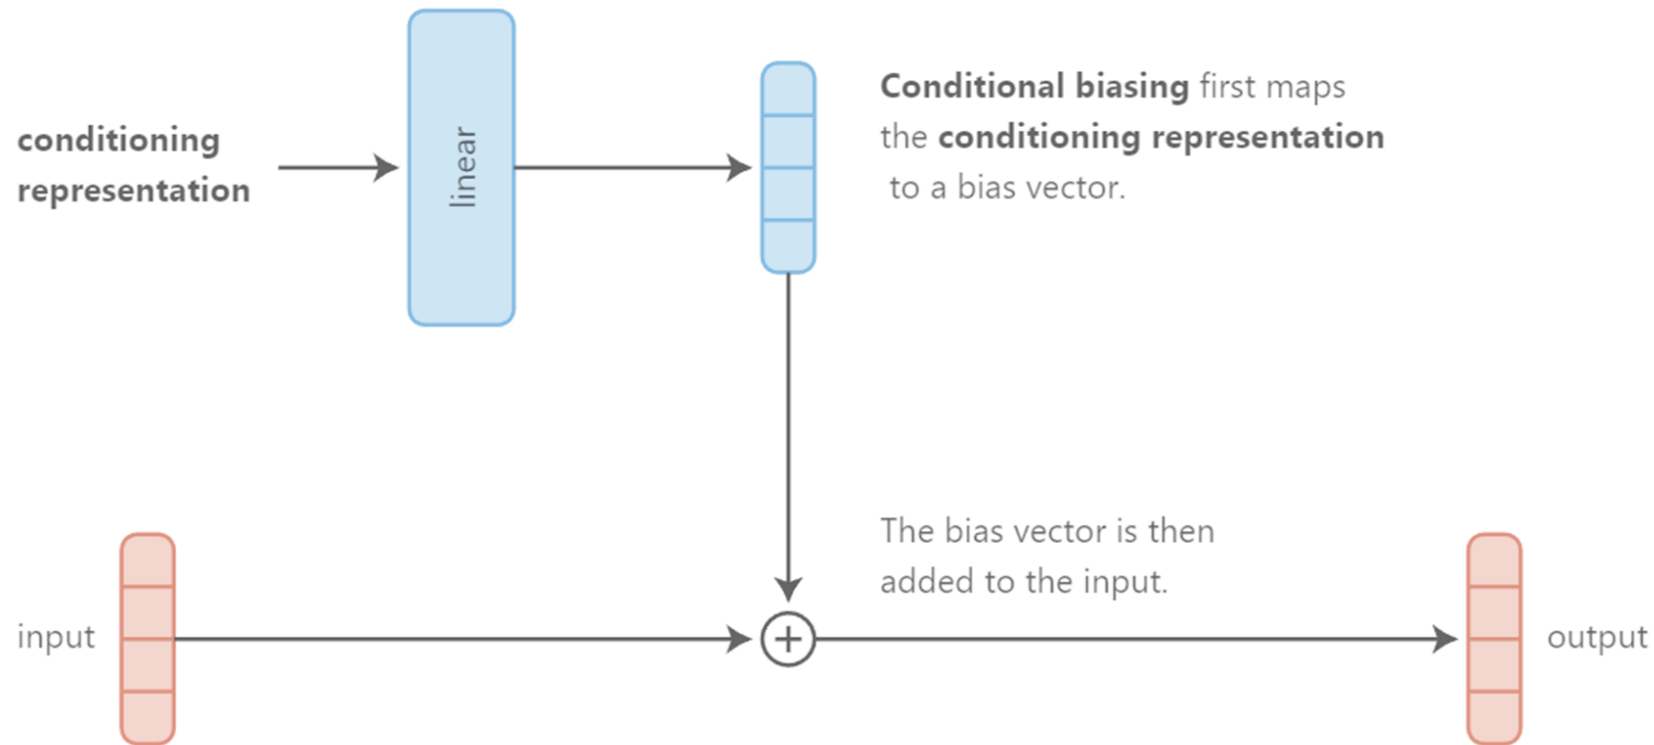 conditioning
representation
linear
Conditional biasing first maps
the conditioning representation
to a bias vector.
The bias vector is then
added to the input.
input
+
output